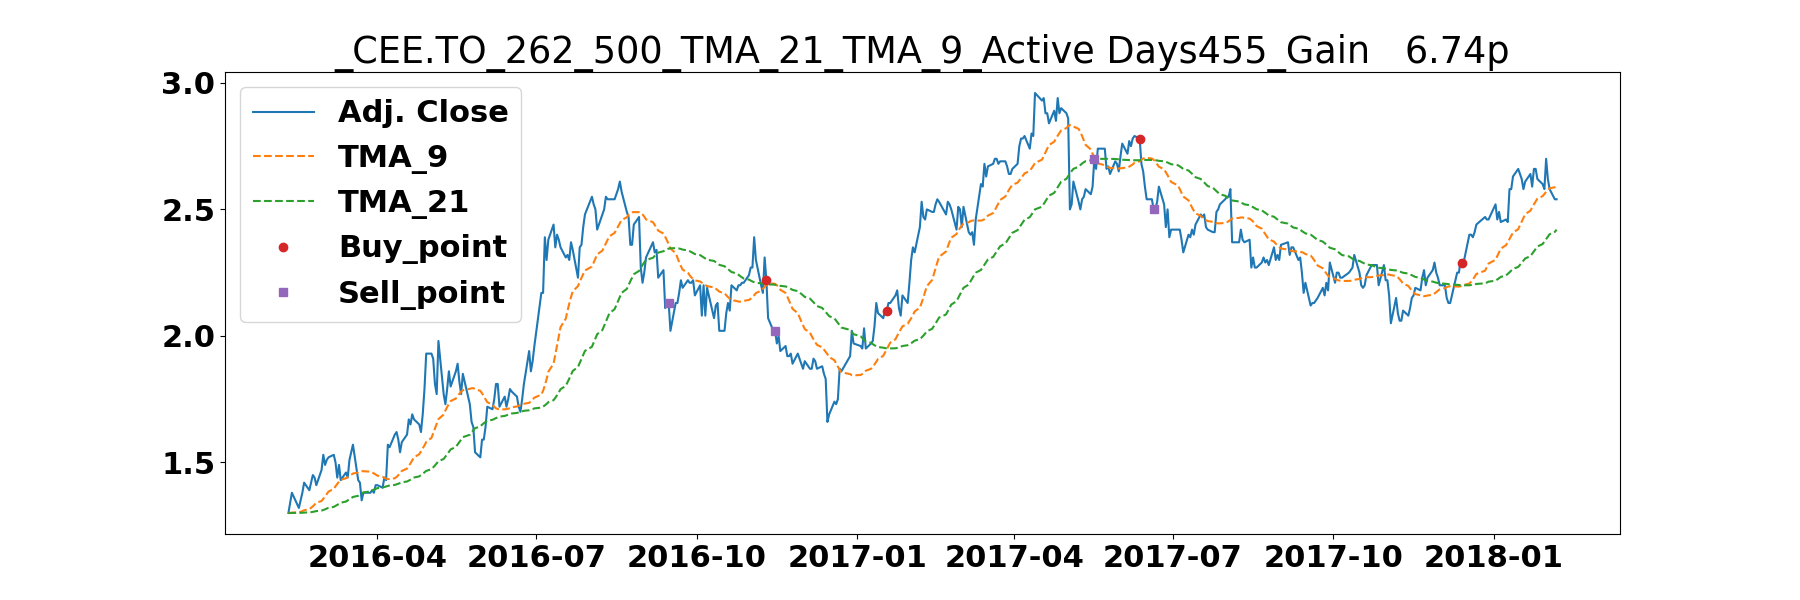 _CEE.TO_262_500_TMA_21_TMA_9_Active Days455_Gain   6.74p
3.0
2.5
2.0
1.5
Adj. Close
TMA_9
TMA_21
Buy_point
Sell_point
2016-04 2016-07 2016-10 2017-01 2017-04 2017-07 2017-10 2018-01